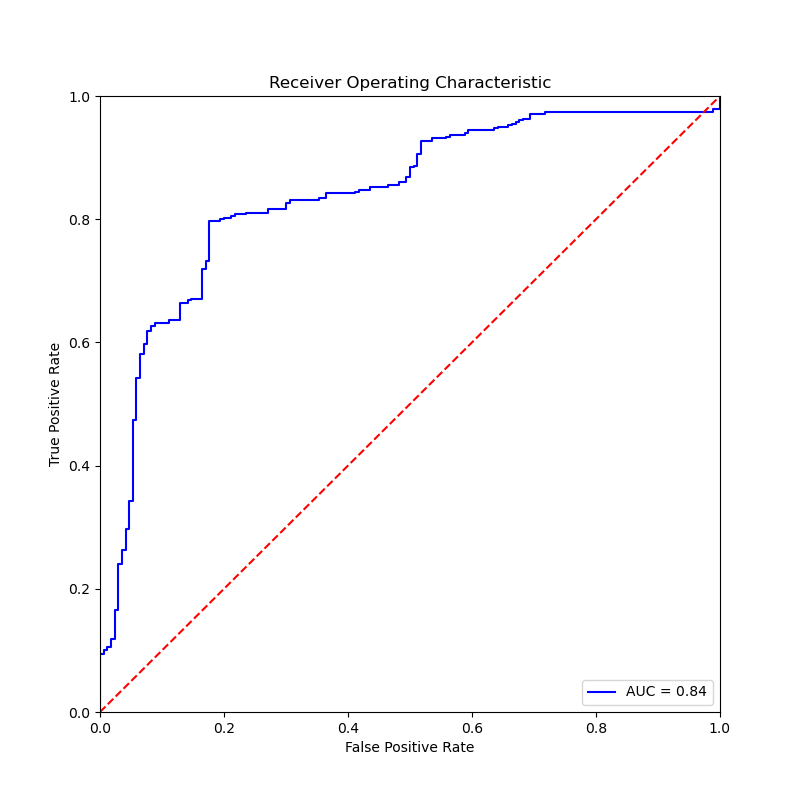 Receiver Operating Characteristic
True Positive Rate
1.0
0.8
0.6
0.4
0.2
0.0
0.0 0.2 0.4 0.6 0.8 1.0
False Positive Rate
AUC = 0.84